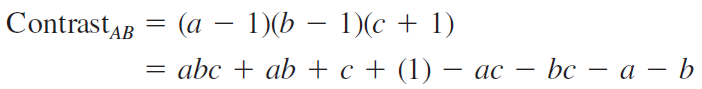 Contrast_AB = (a − 1)(b − 1)(c + 1)
= abc + ab + c + (1) − ac − bc − a − b